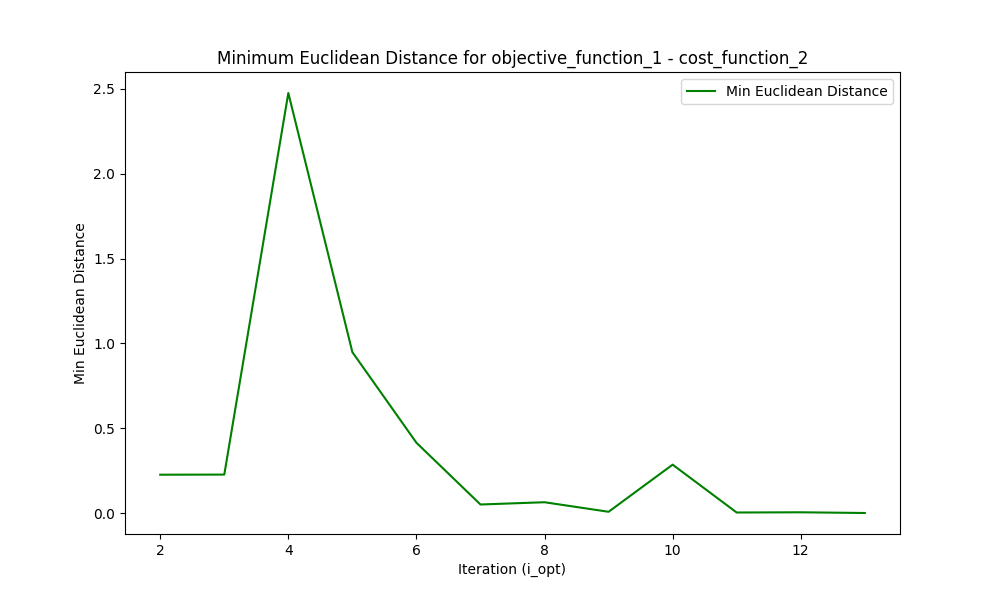 Minimum Euclidean Distance for objective_function_1 - cost_function_2
Min Euclidean Distance
2.5
2.0
1.5
1.0
0.5
0.0
Min Euclidean Distance
2 4 6 8 10 12
Iteration (i_opt)